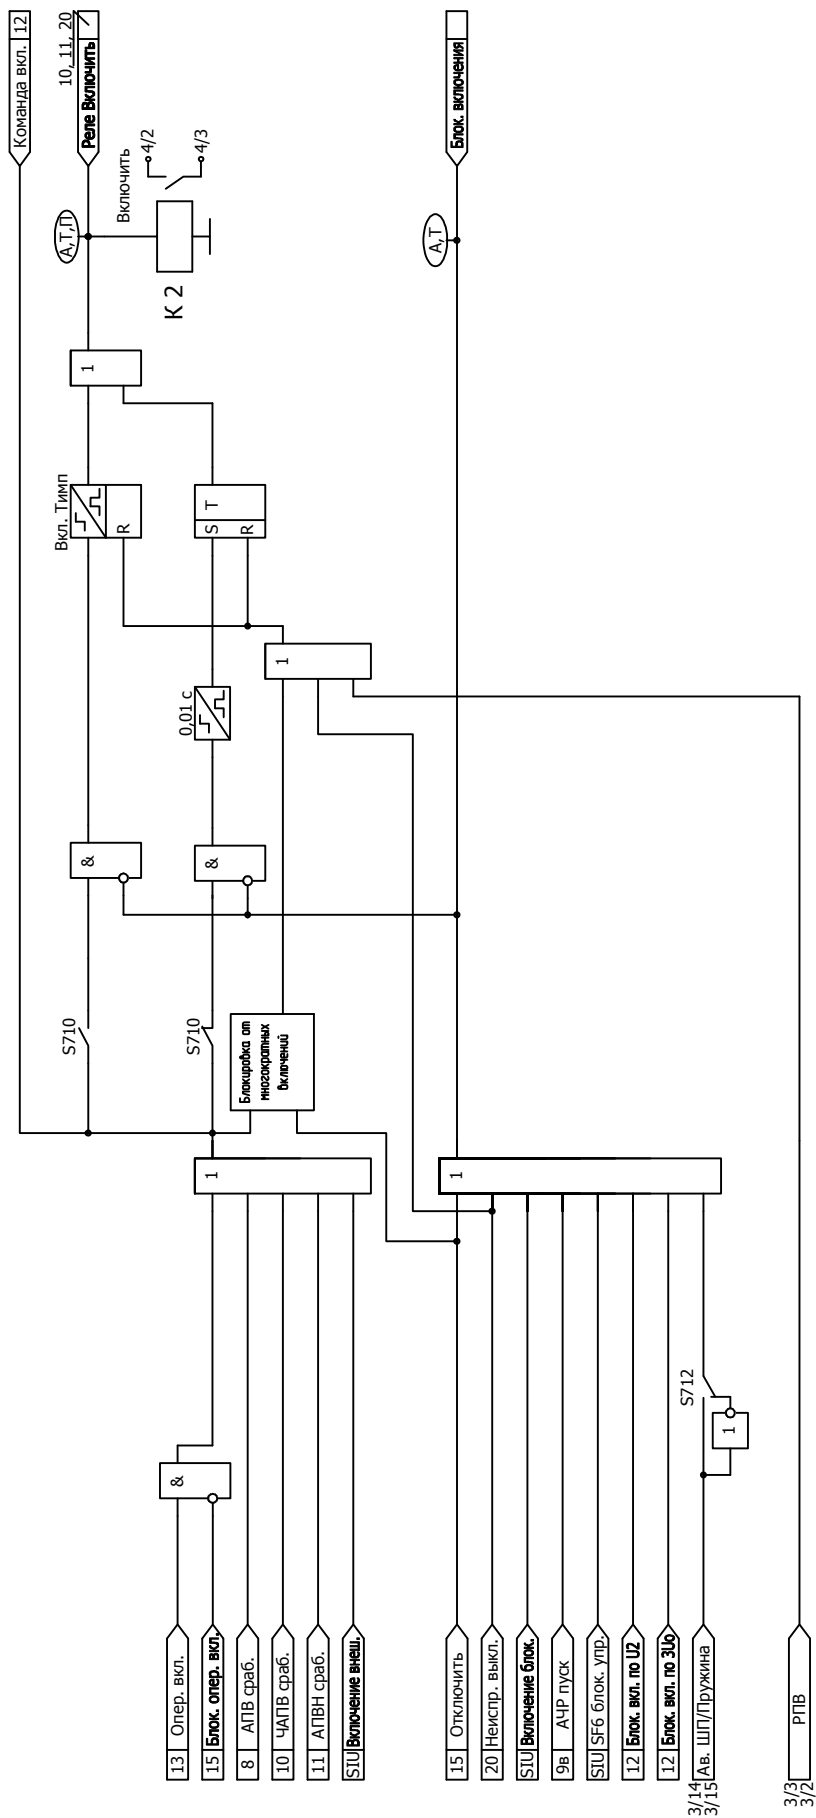 Команда вкл. 12
10, 11, 20
Реле Включить
А,Т,П
Включить
4/2
4/3
К 2
1
Вкл. Тимп
R
S T
R
1
0,01 с
&
&
S710
S710
Блокировка от
многократных
включений
1
&
13 Опер. вкл.
15 Блок. опер. вкл.
8 АПВ сраб.
10 ЧАПВ сраб.
11 АПВН сраб.
SIU Включение внеш.
Блок. включения
А,Т
1
S712
1
15 Отключить
20 Неиспр. выкл.
SIU Включение блок.
9в АЧР пуск
SIU SF6 блок. упр.
12 Блок. вкл. по U2
12 Блок. вкл. по 3Uo
3/14
3/15
Ав. ШП/Пружина
3/3
3/2
РПВ